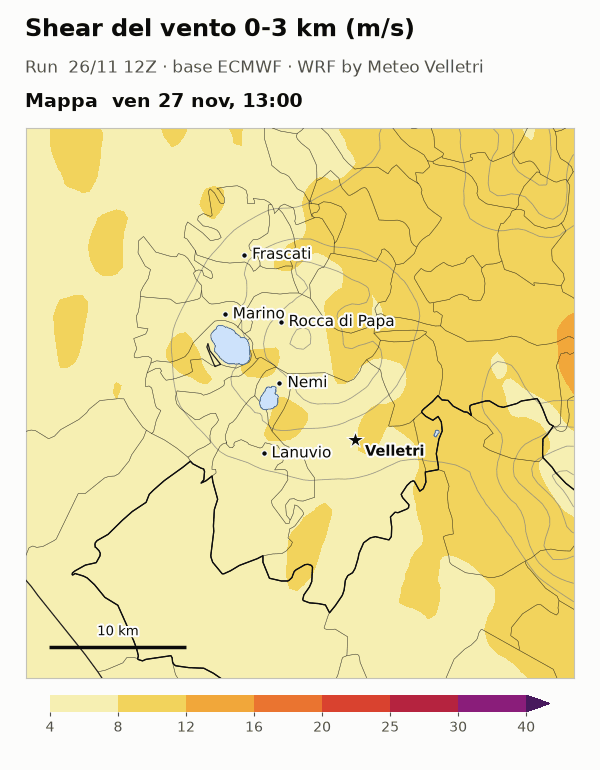 Shear del vento 0-3 km (m/s)
Run  26/11 12Z · base ECMWF · WRF by Meteo Velletri
Mappa  ven 27 nov, 13:00
Frascati
Marino
Rocca di Papa
Nemi
Velletri
Lanuvio
10 km
4 8 12 16 20 25 30 40